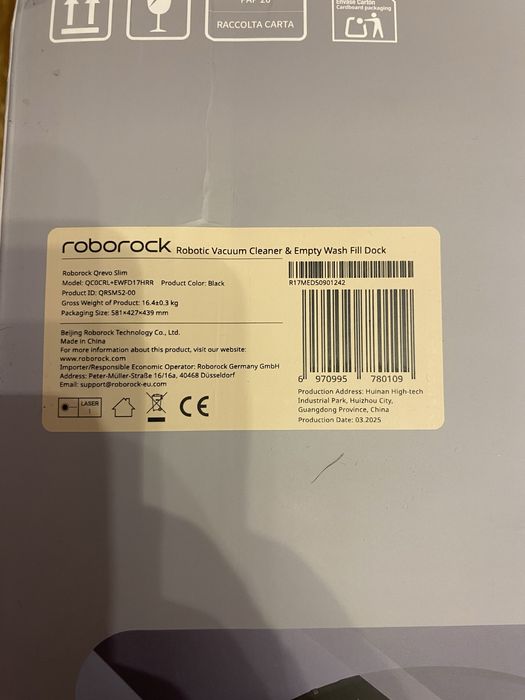 PAP 20
RACCOLTA CARTA
Envase Cartón
Cardboard packaging
roborock Robotic Vacuum Cleaner & Empty Wash Fill Dock
Roborock Qrevo Slim
Model: QC0CRL+EWFD17HRR Product Color: Black
Product ID: QRSM52-00
Gross Weight of Product: 16.4±0.3 kg
Packaging Size: 581×427×439 mm
Beijing Roborock Technology Co., Ltd.
Made in China
For more information about this product, visit our website:
www.roborock.com
Importer/Responsible Economic Operator: Roborock Germany GmbH
Address: Peter-Müller-Straße 16/16a, 40468 Düsseldorf
Email: support@roborock-eu.com
LASER
1
CE
R17MED50901242
6 970995 780109
Production Address: Huinan High-tech
Industrial Park, Huizhou City,
Guangdong Province, China
Production Date: 03.2025